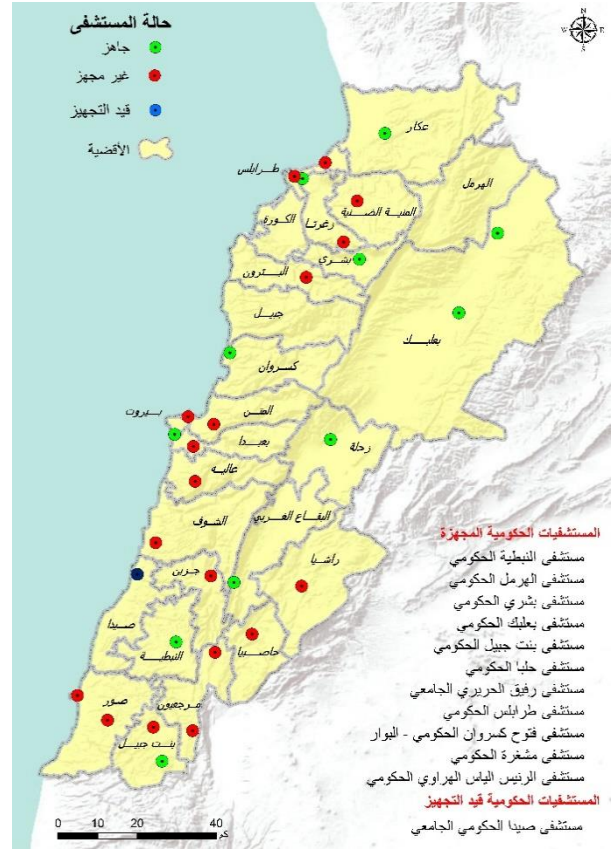 حالة المستشفى
جاهز
غير مجهز
قيد التجهيز
الأقضية
N
W
E
S
عكار
طرابلس
الهرمل
المنية الضنية
زغرتا
الكورة
بشري
البترون
جبيل
بعلبك
كسروان
المتن
بيروت
بعبدا
زحلة
عاليه
البقاع الغربي
الشوف
راشيا
جزين
صيدا
حاصبيا
النبطية
مرجعيون
صور
بنت جبيل
المستشفيات الحكومية المجهزة
مستشفى النبطية الحكومي
مستشفى الهرمل الحكومي
مستشفى بشري الحكومي
مستشفى بعلبك الحكومي
مستشفى بنت جبيل الحكومي
مستشفى حلبا الحكومي
مستشفى رفيق الحريري الجامعي
مستشفى طرابلس الحكومي
مستشفى فتوح كسروان الحكومي - البوار
مستشفى مشغرة الحكومي
مستشفى الرئيس الياس الهراوي الحكومي
المستشفيات الحكومية قيد التجهيز
مستشفى صيدا الحكومي الجامعي
0 10 20 40
كم